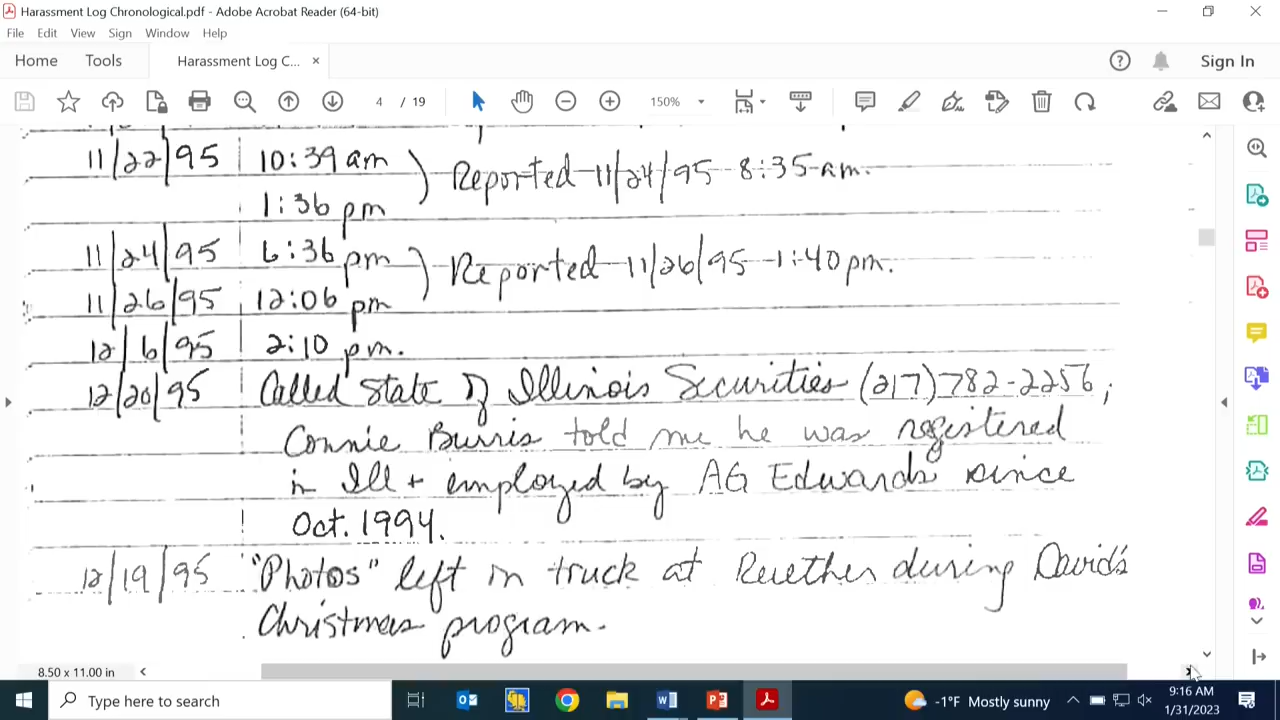 Harassment Log Chronological.pdf - Adobe Acrobat Reader (64-bit)
File Edit View Sign Window Help
Home Tools Harassment Log C... × Sign In
4 / 19 150%
11/22/95 10:39 am ) Reported-11/24/95-8:35-am.
1:36 pm
11/24/95 6:36 pm ) Reported-11/26/95-1:40pm.
11/26/95 12:06 pm
12/6/95 2:10 pm.
12/20/95 Called State of Illinois Securities (217)782-2256;
Connie Burris told me he was registered
in Ill + employed by AG Edwards since
Oct. 1994.
12/19/95 "Photos" left in truck at Reuther during David's
Christmas program.
8.50 x 11.00 in
Type here to search
-1°F Mostly sunny
9:16 AM
1/31/2023